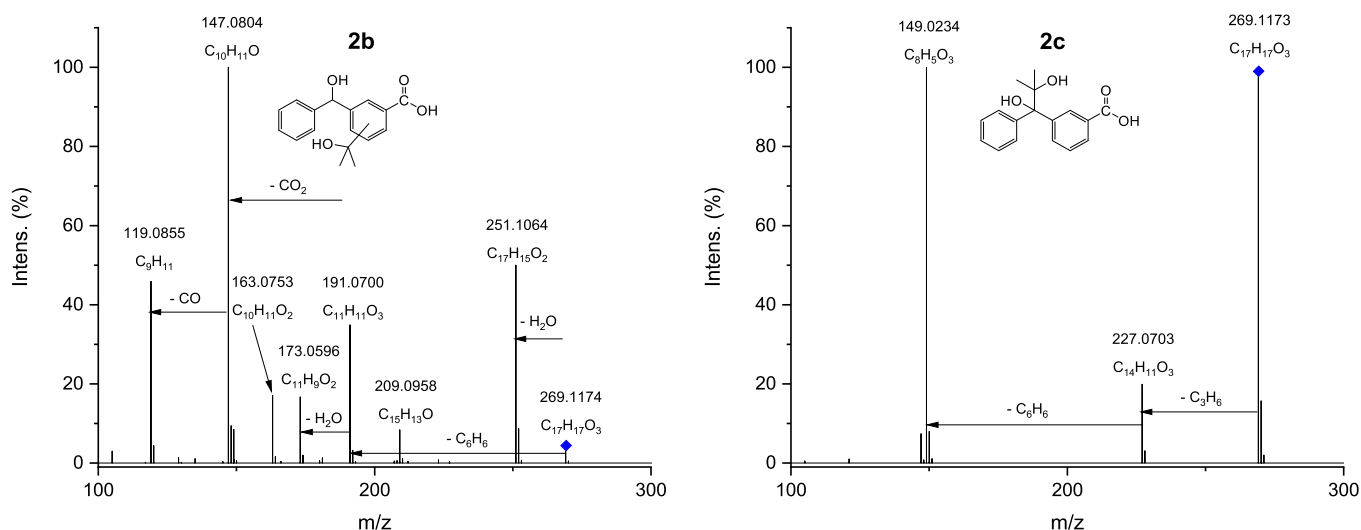 147.0804
C₁₀H₁₁O
2b
OH
O
OH
HO
- CO₂
119.0855
C₉H₁₁
- CO
163.0753
C₁₀H₁₁O₂
191.0700
C₁₁H₁₁O₃
251.1064
C₁₇H₁₅O₂
- H₂O
173.0596
C₁₁H₉O₂
- H₂O
209.0958
C₁₅H₁₃O
- C₆H₆
269.1174
C₁₇H₁₇O₃
100
80
60
40
20
0
Intens. (%)
100
200
300
m/z
149.0234
C₈H₅O₃
2c
OH
HO
O
OH
269.1173
C₁₇H₁₇O₃
227.0703
C₁₄H₁₁O₃
- C₃H₆
- C₆H₆
100
80
60
40
20
0
Intens. (%)
100
200
300
m/z